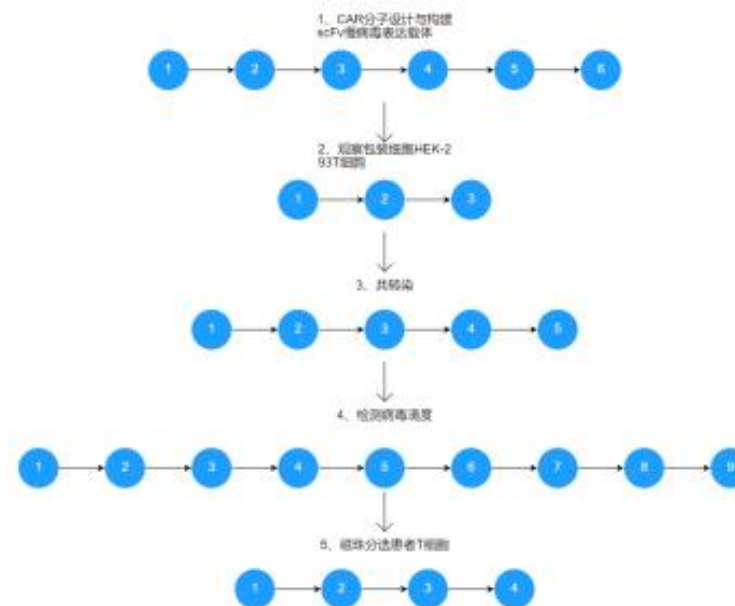 1、CAR分子设计与构建
scFv慢病毒表达载体
1 2 3 4 5 6
2、观察包装细胞HEK-2
93T细胞
1 2 3
3、共转染
1 2 3 4 5
4、检测病毒滴度
1 2 3 4 5 6 7 8 9
5、磁珠分选患者T细胞
1 2 3 4